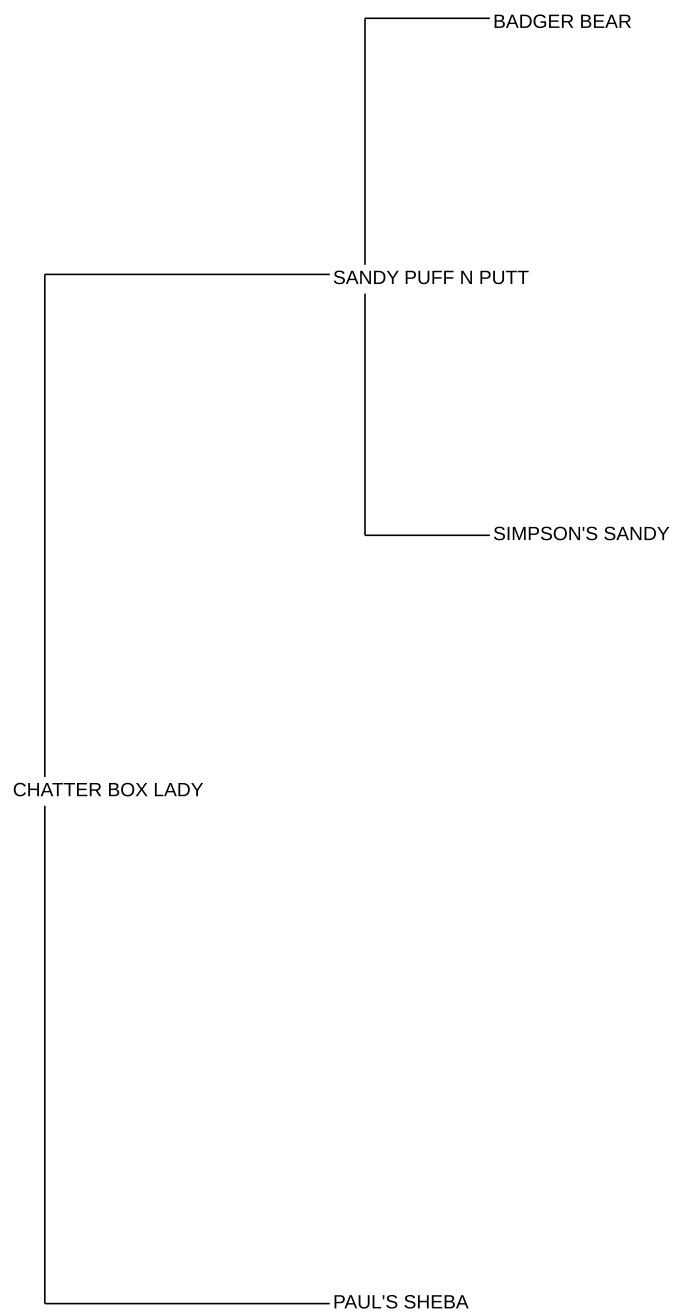 BADGER BEAR
SANDY PUFF N PUTT
SIMPSON'S SANDY
CHATTER BOX LADY
PAUL'S SHEBA